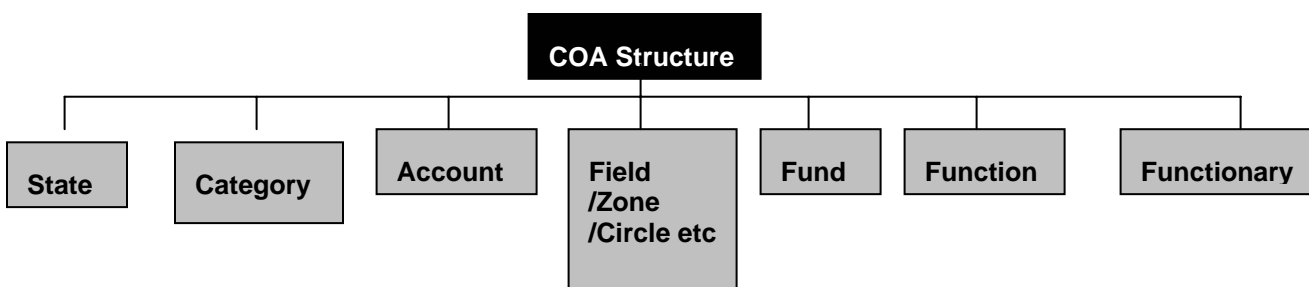 COA Structure
State
Category
Account
Field
/Zone
/Circle etc
Fund
Function
Functionary